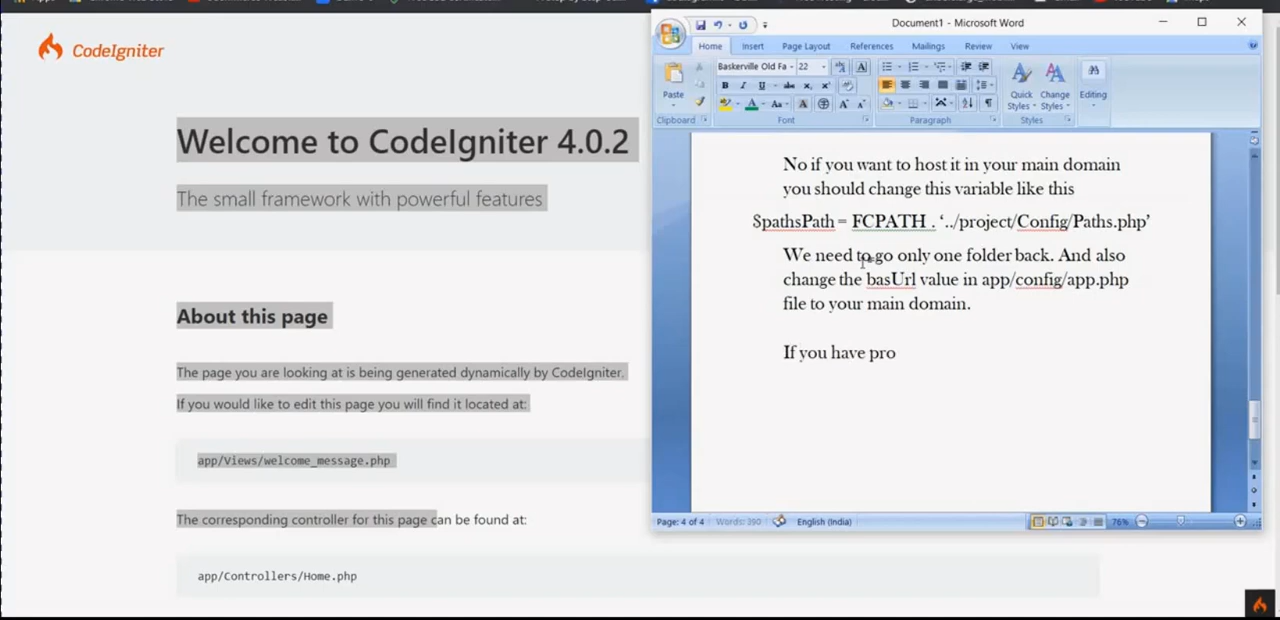 CodeIgniter
Welcome to CodeIgniter 4.0.2
The small framework with powerful features
About this page
The page you are looking at is being generated dynamically by CodeIgniter.
If you would like to edit this page you will find it located at:
app/Views/welcome_message.php
The corresponding controller for this page can be found at:
app/Controllers/Home.php
Document1 - Microsoft Word
Home Insert Page Layout References Mailings Review View
Baskerville Old Fa 22
Paste
Quick Styles
Change Styles
Editing
Clipboard Font Paragraph Styles
No if you want to host it in your main domain
you should change this variable like this
$pathsPath = FCPATH . ‘../project/Config/Paths.php’
We need to go only one folder back. And also
change the basUrl value in app/config/app.php
file to your main domain.
If you have pro
Page: 4 of 4 Words: 390 English (India) 76%